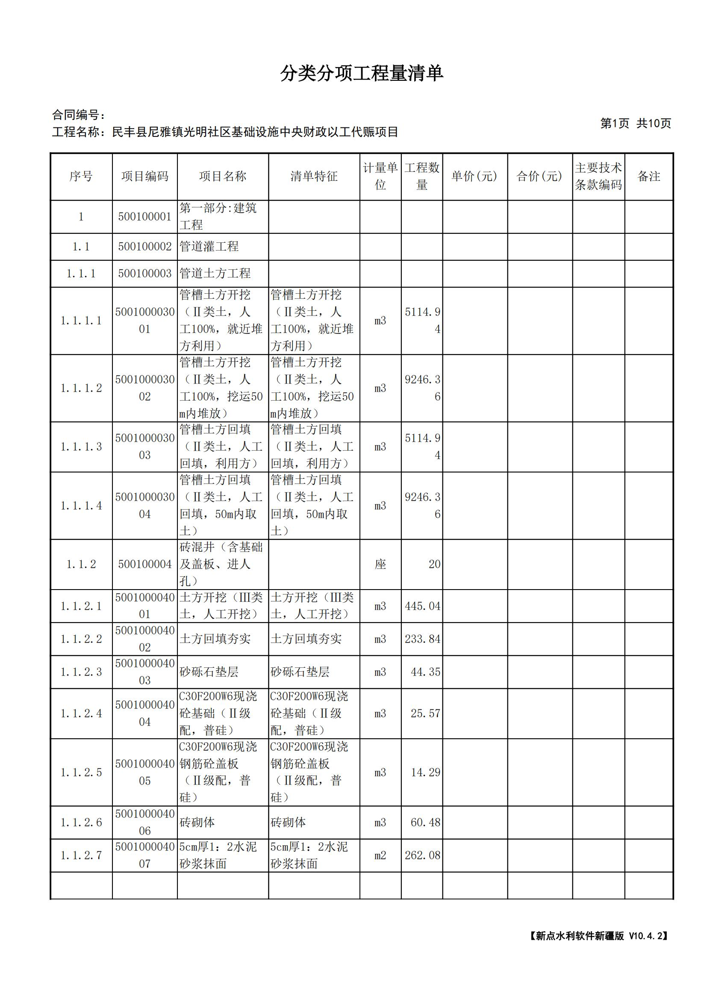 分类分项工程量清单
合同编号：
工程名称：民丰县尼雅镇光明社区基础设施中央财政以工代赈项目
第1页 共10页
序号 项目编码 项目名称 清单特征 计量单位 工程数量 单价(元) 合价(元) 主要技术条款编码 备注
1 500100001 第一部分:建筑工程
1.1 500100002 管道灌工程
1.1.1 500100003 管道土方工程
1.1.1.1 500100003001 管槽土方开挖（Ⅱ类土，人工100%，就近堆方利用） 管槽土方开挖（Ⅱ类土，人工100%，就近堆方利用） m3 5114.94
1.1.1.2 500100003002 管槽土方开挖（Ⅱ类土，人工100%，挖运50m内堆放） 管槽土方开挖（Ⅱ类土，人工100%，挖运50m内堆放） m3 9246.36
1.1.1.3 500100003003 管槽土方回填（Ⅱ类土，人工回填，利用方） 管槽土方回填（Ⅱ类土，人工回填，利用方） m3 5114.94
1.1.1.4 500100003004 管槽土方回填（Ⅱ类土，人工回填，50m内取土） 管槽土方回填（Ⅱ类土，人工回填，50m内取土） m3 9246.36
1.1.2 500100004 砖混井（含基础及盖板、进人孔） 座 20
1.1.2.1 500100004001 土方开挖（Ⅲ类土，人工开挖） 土方开挖（Ⅲ类土，人工开挖） m3 445.04
1.1.2.2 500100004002 土方回填夯实 土方回填夯实 m3 233.84
1.1.2.3 500100004003 砂砾石垫层 砂砾石垫层 m3 44.35
1.1.2.4 500100004004 C30F200W6现浇砼基础（Ⅱ级配，普硅） C30F200W6现浇砼基础（Ⅱ级配，普硅） m3 25.57
1.1.2.5 500100004005 C30F200W6现浇钢筋砼盖板（Ⅱ级配，普硅） C30F200W6现浇钢筋砼盖板（Ⅱ级配，普硅） m3 14.29
1.1.2.6 500100004006 砖砌体 砖砌体 m3 60.48
1.1.2.7 500100004007 5cm厚1：2水泥砂浆抹面 5cm厚1：2水泥砂浆抹面 m2 262.08
【新点水利软件新疆版 V10.4.2】